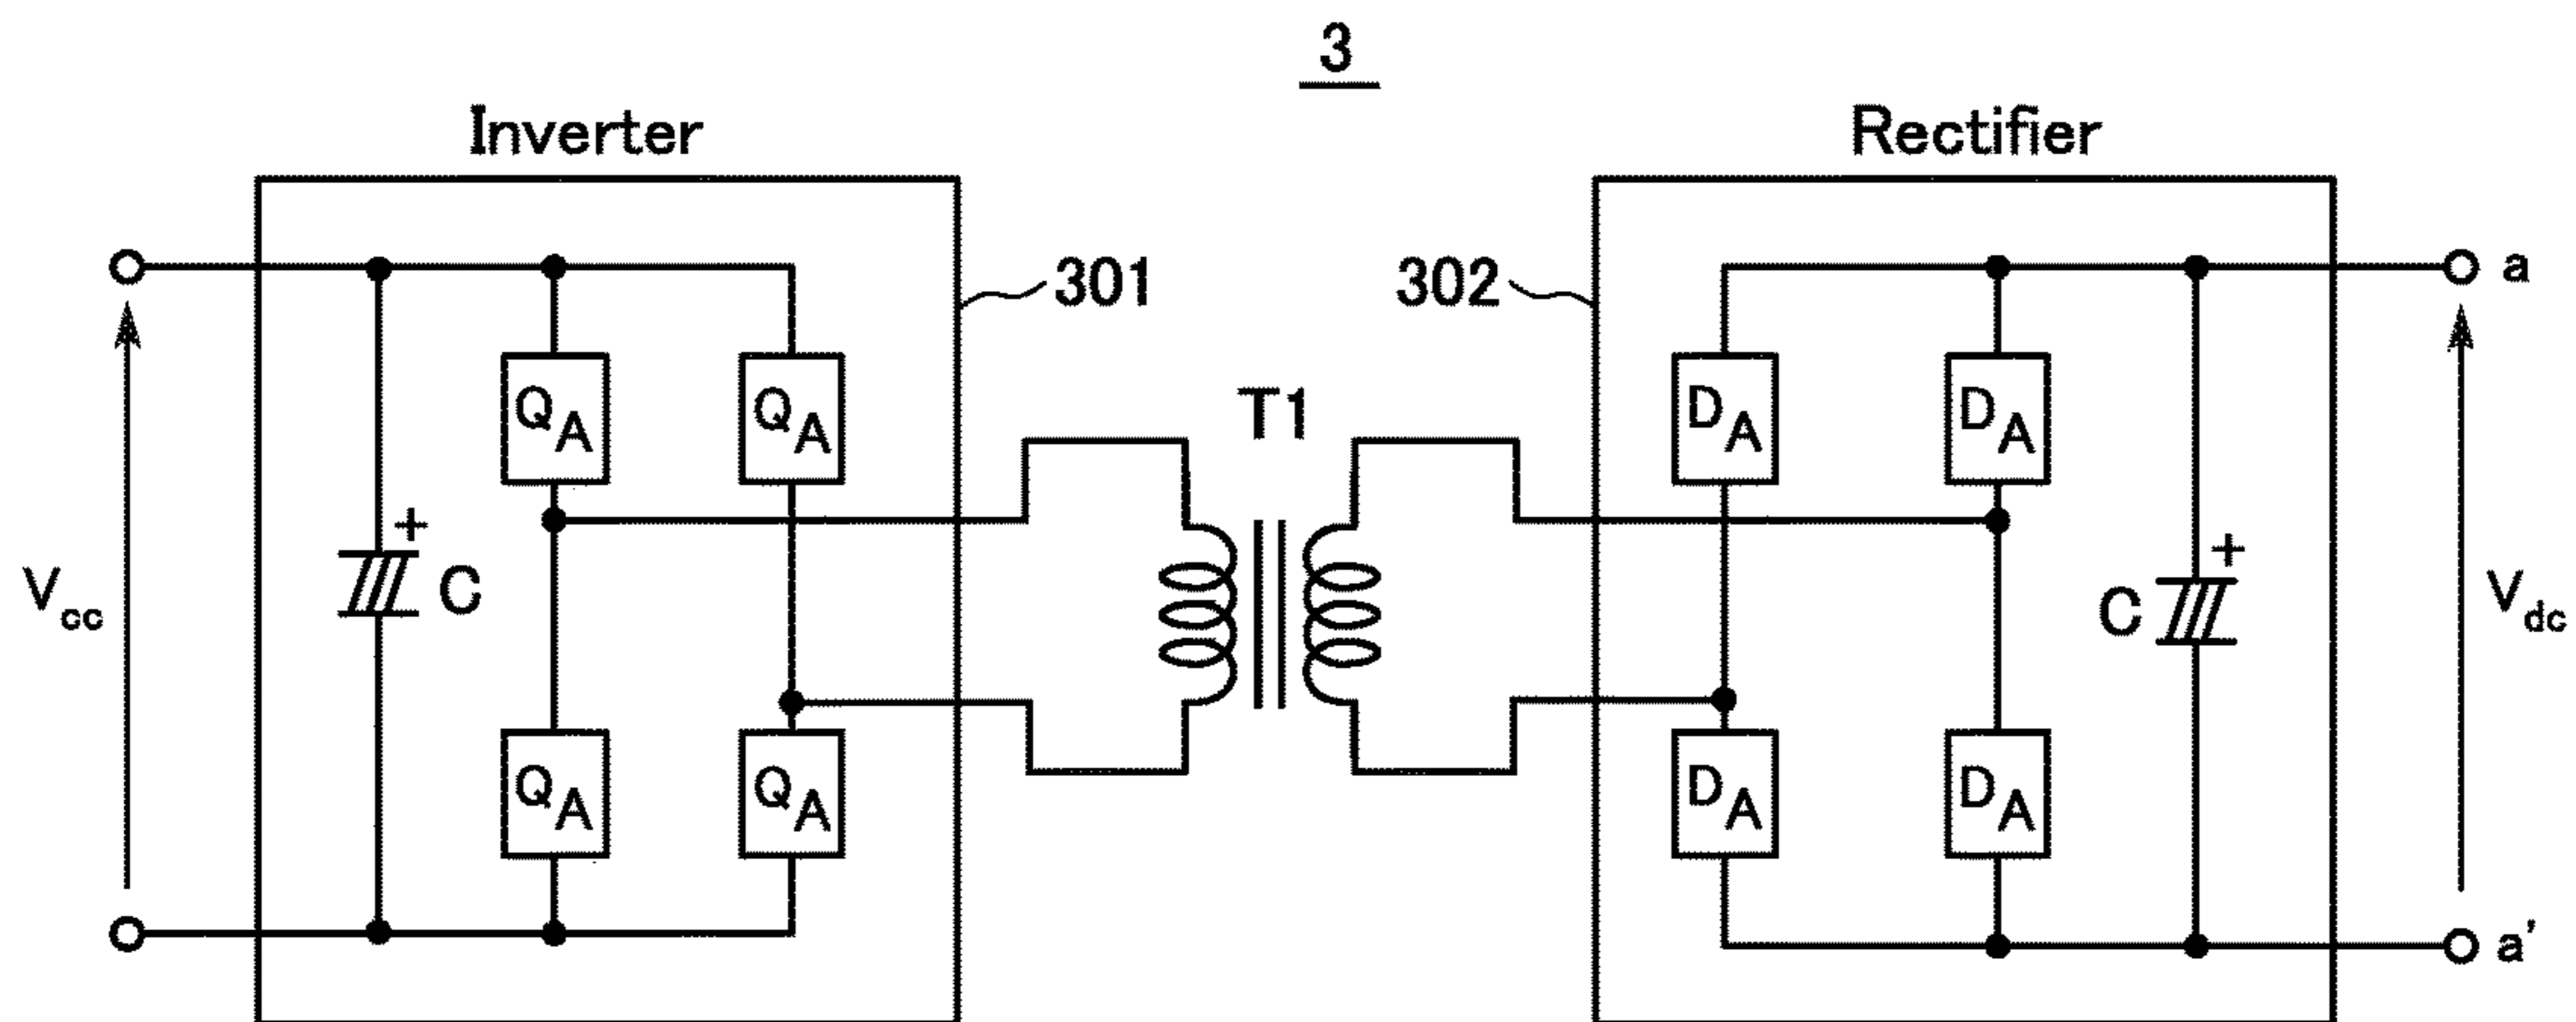 3
Inverter
Rectifier
301
302
a
QA
QA
T1
DA
DA
+
+
Vcc
C
C
Vdc
QA
QA
DA
DA
a'